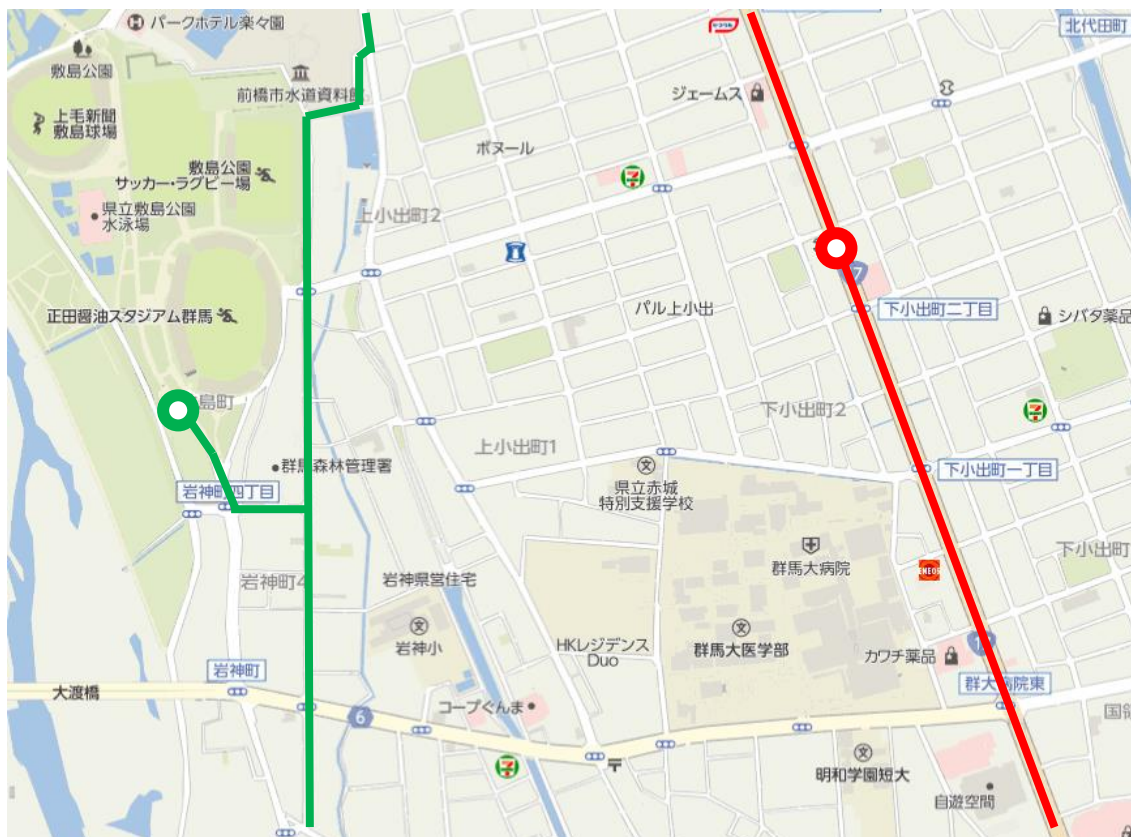 パークホテル楽々園
北代田町
敷島公園
前橋市水道資料館
ジェームス
上毛新聞
敷島球場
ボヌール
敷島公園
サッカー・ラグビー場
県立敷島公園
水泳場
上小出町2
7
正田醤油スタジアム群馬
パル上小出
下小出町二丁目
シバタ薬品
島町
下小出町2
上小出町1
群馬森林管理署
下小出町一丁目
岩神町四丁目
県立赤城
特別支援学校
群馬大病院
下小出町
ENEOS
岩神町4
岩神県営住宅
岩神小
HKレジデンス
Duo
群馬大医学部
カワチ薬品
岩神町
群大病院東
大渡橋
6
コープぐんま
国領
明和学園短大
自遊空間